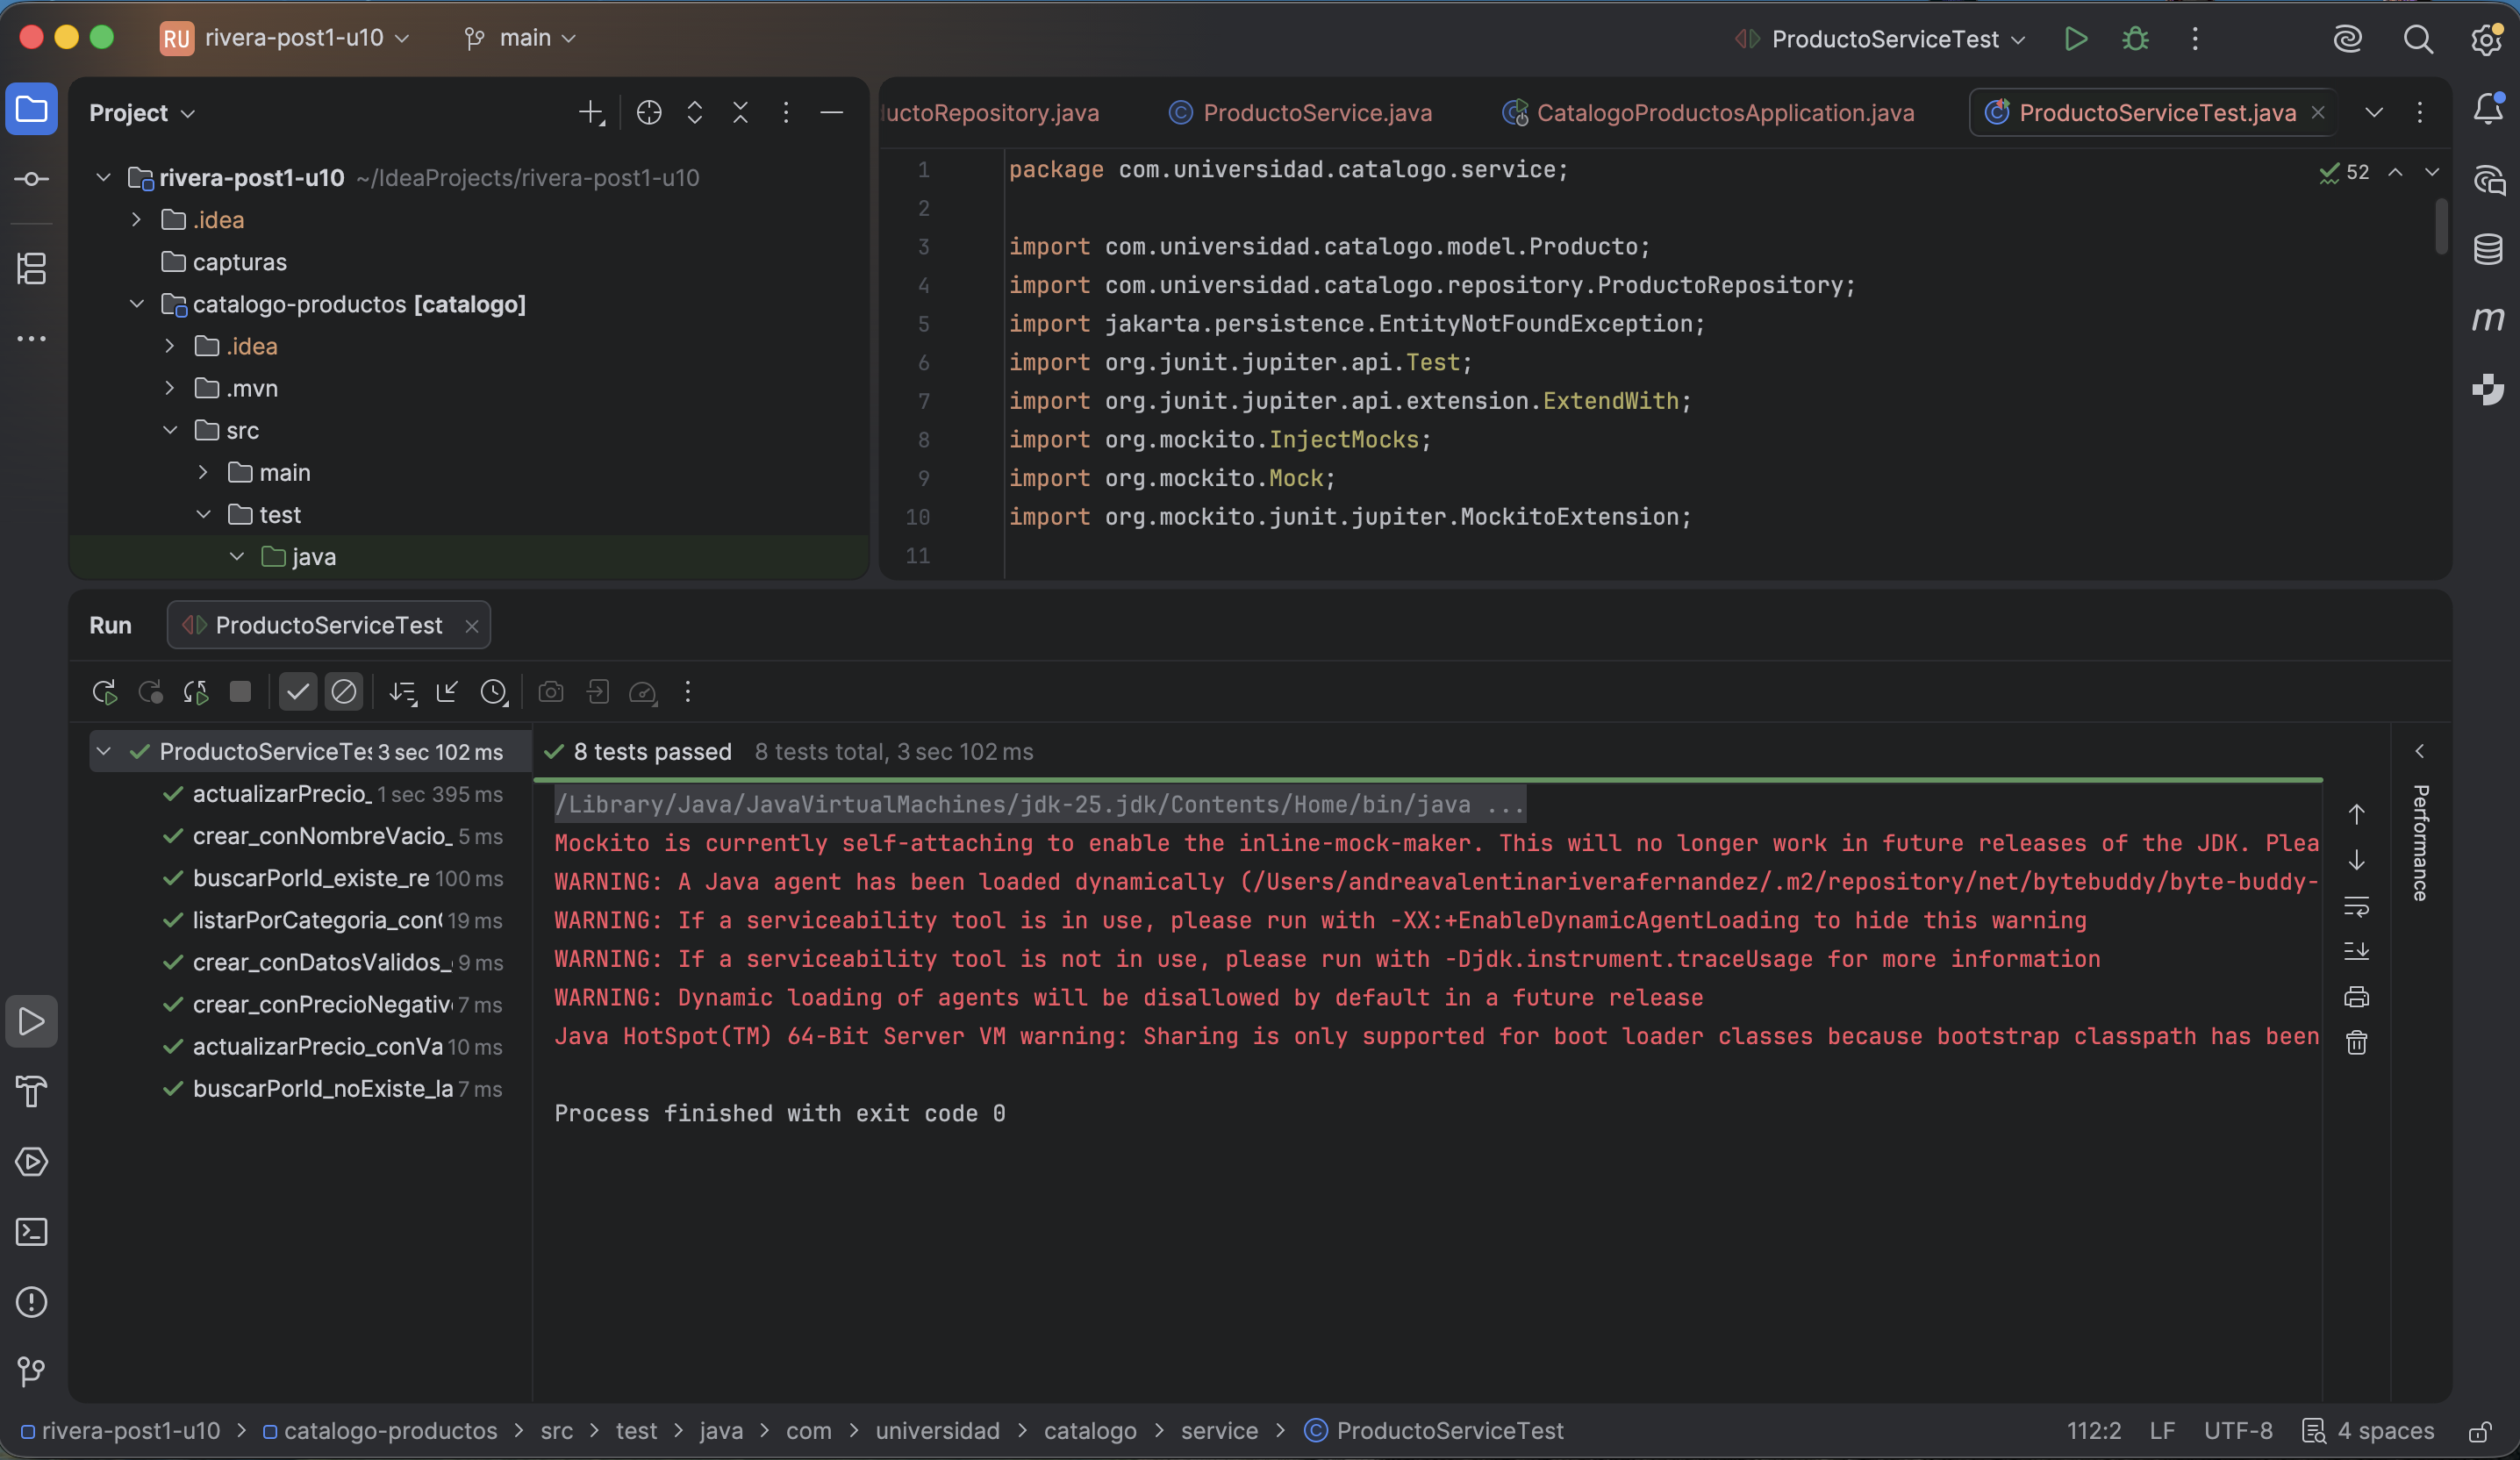 RU rivera-post1-u10 main ProductoServiceTest
Project
uctoRepository.java ProductoService.java CatalogoProductosApplication.java ProductoServiceTest.java
rivera-post1-u10 ~/IdeaProjects/rivera-post1-u10
.idea
capturas
catalogo-productos [catalogo]
.idea
.mvn
src
main
test
java
52
1 package com.universidad.catalogo.service;
2
3 import com.universidad.catalogo.model.Producto;
4 import com.universidad.catalogo.repository.ProductoRepository;
5 import jakarta.persistence.EntityNotFoundException;
6 import org.junit.jupiter.api.Test;
7 import org.junit.jupiter.api.extension.ExtendWith;
8 import org.mockito.InjectMocks;
9 import org.mockito.Mock;
10 import org.mockito.junit.jupiter.MockitoExtension;
11
Run ProductoServiceTest
ProductoServiceTes 3 sec 102 ms
actualizarPrecio_ 1 sec 395 ms
crear_conNombreVacio_ 5 ms
buscarPorId_existe_re 100 ms
listarPorCategoria_con 19 ms
crear_conDatosValidos_ 9 ms
crear_conPrecioNegativ 7 ms
actualizarPrecio_conVa 10 ms
buscarPorId_noExiste_la 7 ms
8 tests passed 8 tests total, 3 sec 102 ms
/Library/Java/JavaVirtualMachines/jdk-25.jdk/Contents/Home/bin/java ...
Mockito is currently self-attaching to enable the inline-mock-maker. This will no longer work in future releases of the JDK. Plea
WARNING: A Java agent has been loaded dynamically (/Users/andreavalentinariverafernandez/.m2/repository/net/bytebuddy/byte-buddy-
WARNING: If a serviceability tool is in use, please run with -XX:+EnableDynamicAgentLoading to hide this warning
WARNING: If a serviceability tool is not in use, please run with -Djdk.instrument.traceUsage for more information
WARNING: Dynamic loading of agents will be disallowed by default in a future release
Java HotSpot(TM) 64-Bit Server VM warning: Sharing is only supported for boot loader classes because bootstrap classpath has been
Process finished with exit code 0
Performance
rivera-post1-u10 > catalogo-productos > src > test > java > com > universidad > catalogo > service > ProductoServiceTest
112:2 LF UTF-8 4 spaces